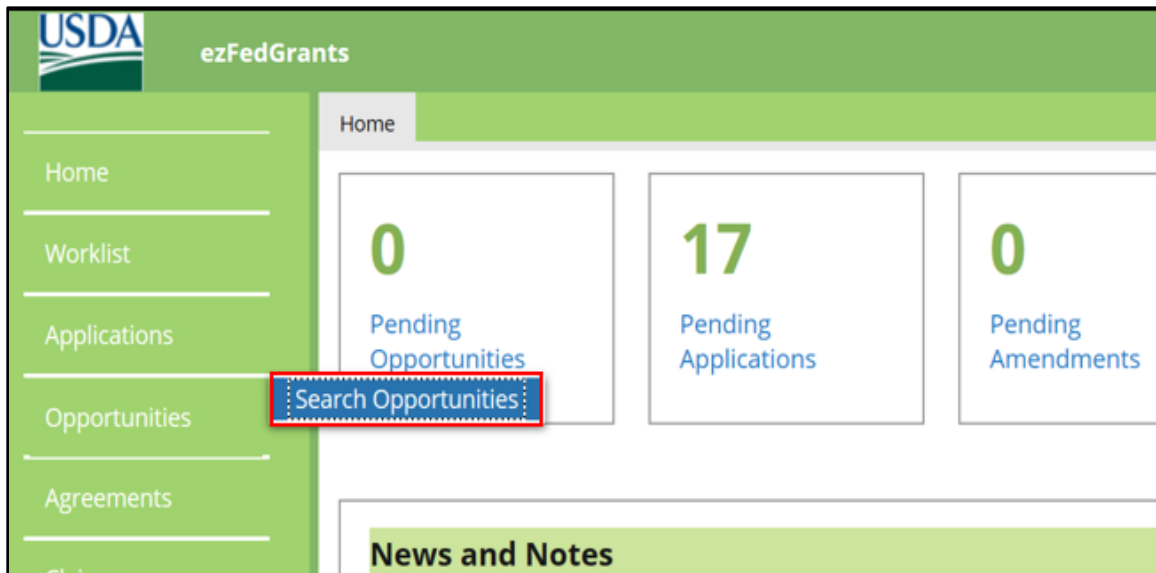 USDA
ezFedGrants
Home
Home
Worklist
Applications
Opportunities
Search Opportunities
Agreements
0
Pending
Opportunities
17
Pending
Applications
0
Pending
Amendments
News and Notes